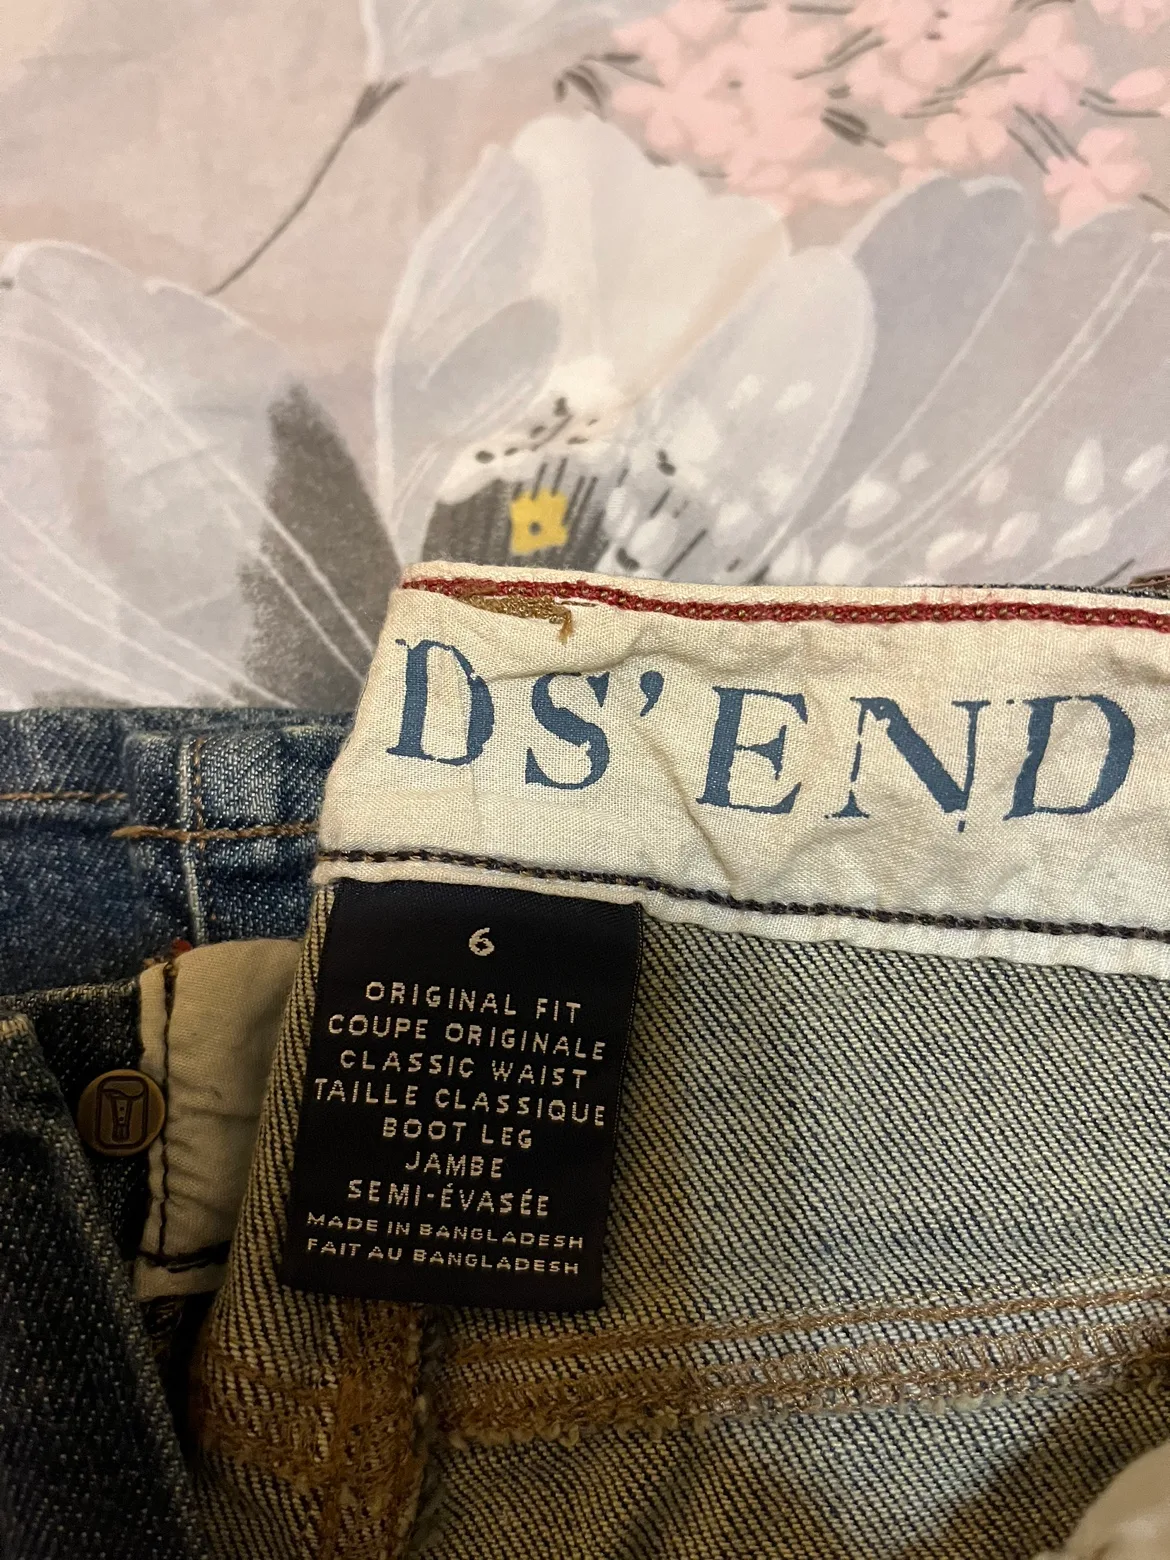 DS'END
6
ORIGINAL FIT
COUPE ORIGINALE
CLASSIC WAIST
TAILLE CLASSIQUE
BOOT LEG
JAMBE
SEMI-ÉVASÉE
MADE IN BANGLADESH
FAIT AU BANGLADESH